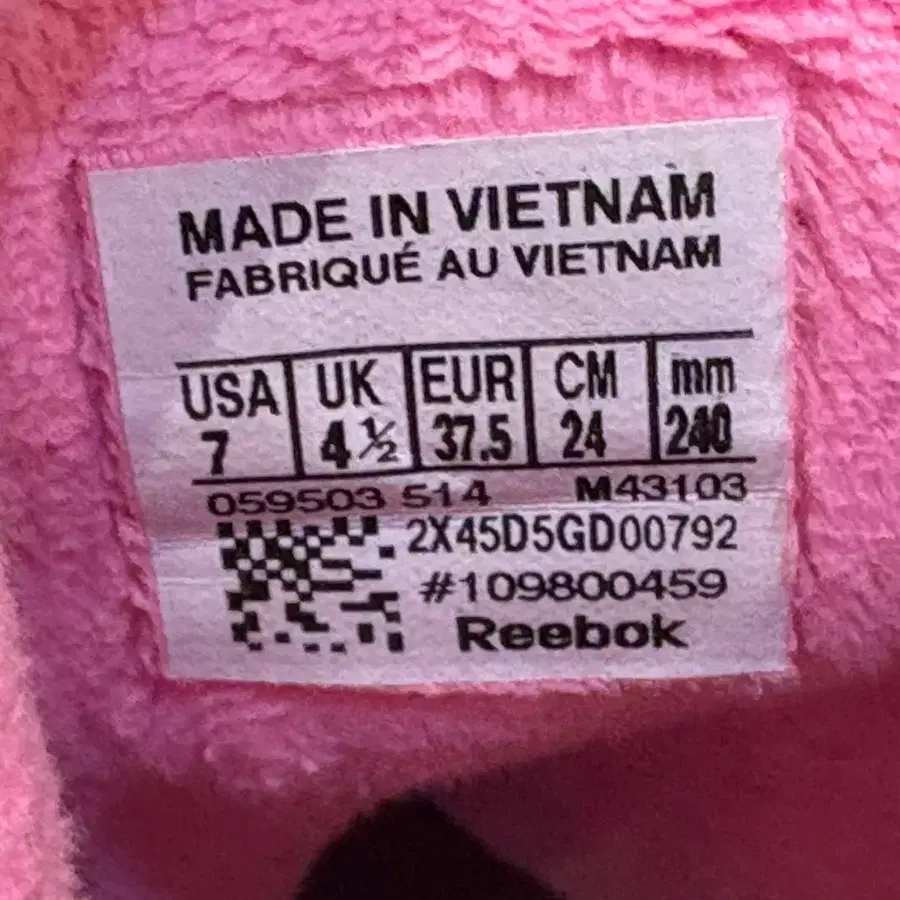 MADE IN VIETNAM
FABRIQUÉ AU VIETNAM
USA UK EUR CM mm
7 4½ 37.5 24 240
059503 514 M43103
2X45D5GD00792
#109800459
Reebok